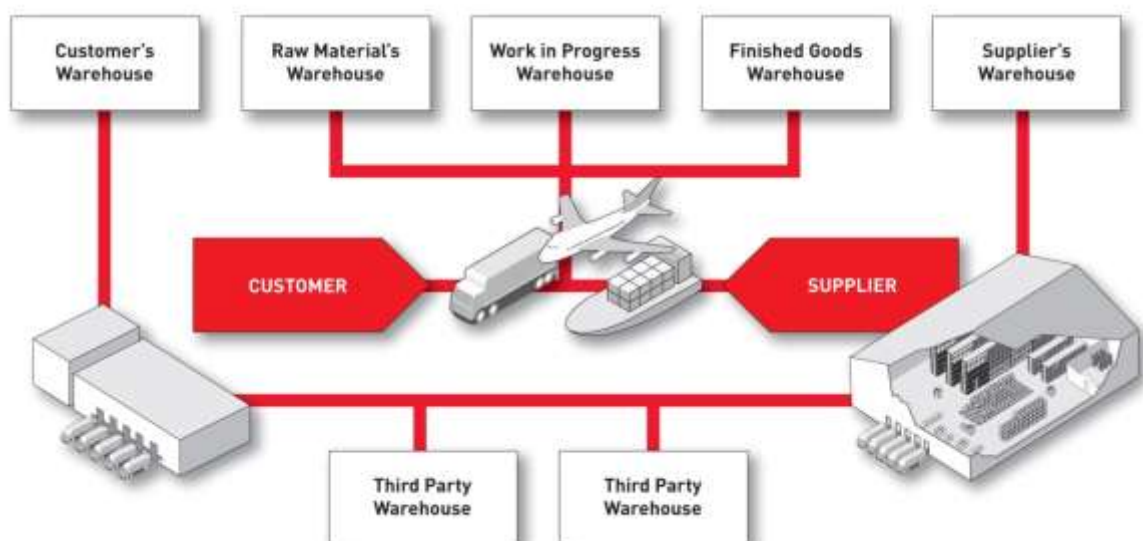 Customer's
Warehouse
Raw Material's
Warehouse
Work in Progress
Warehouse
Finished Goods
Warehouse
Supplier's
Warehouse
CUSTOMER
SUPPLIER
Third Party
Warehouse
Third Party
Warehouse